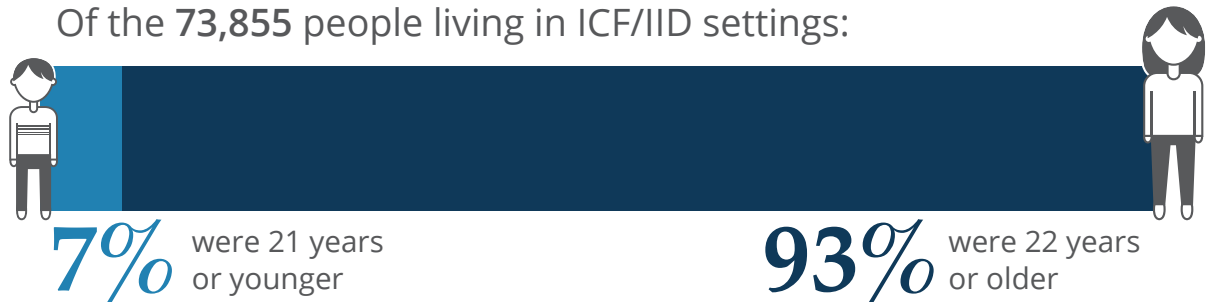 Of the 73,855 people living in ICF/IID settings:
7% were 21 years
or younger
93% were 22 years
or older